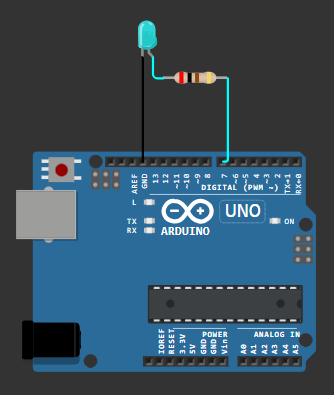 AREF
GND
13
12
~11
~10
~9
8
7
~6
~5
4
~3
2
TX→1
RX←0
DIGITAL (PWM ~)
L
TX
RX
UNO
ON
ARDUINO
IOREF
RESET
3.3V
5V
GND
GND
Vin
POWER
ANALOG IN
A0
A1
A2
A3
A4
A5